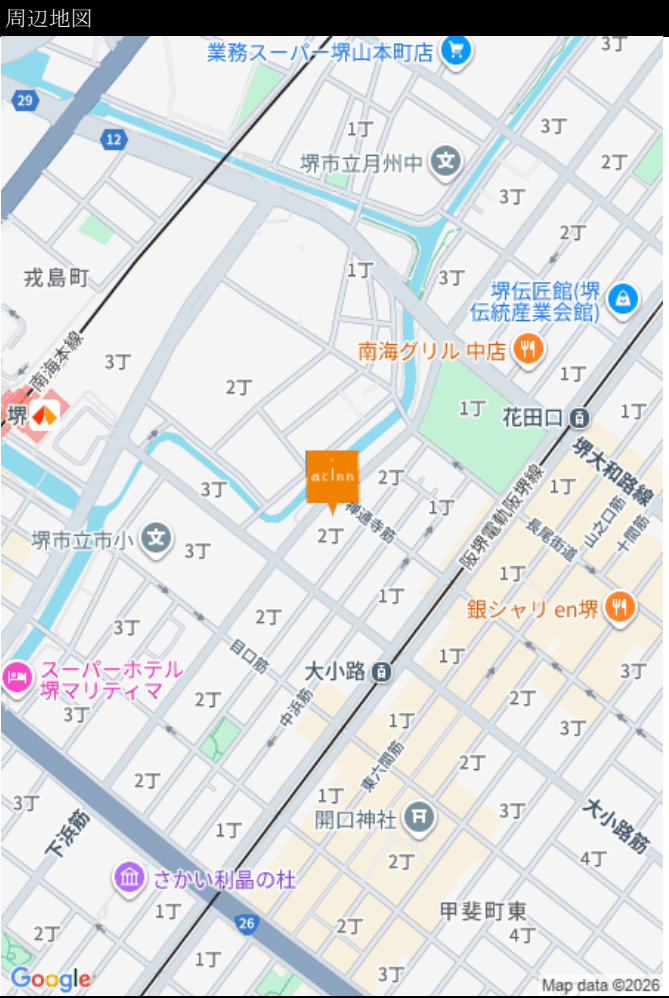 周辺地図
業務スーパー堺山本町店
3丁
29
12
1丁
3丁
堺市立月州中
2丁
3丁
2丁
戎島町
1丁
3丁
堺伝匠館(堺
伝統産業会館)
南海本線
南海グリル 中店
3丁
2丁
1丁
1丁
1丁
堺
花田口
堺大和路線
at Inn
2丁
3丁
1丁
1丁
山之口筋
十間筋
禅通寺筋
阪堺電軌阪堺線
長尾街道
堺市立市小
3丁
2丁
1丁
1丁
銀シャリ en堺
2丁
3丁
目口筋
1丁
スーパーホテル
堺マリティマ
大小路
3丁
2丁
2丁
3丁
中浜筋
1丁
3丁
東六間筋
2丁
2丁
3丁
1丁
3丁
大小路筋
下浜筋
開口神社
1丁
2丁
4丁
さかい利晶の杜
1丁
甲斐町東
26
2丁
2丁
4丁
1丁
3丁
Google
Map data ©2026